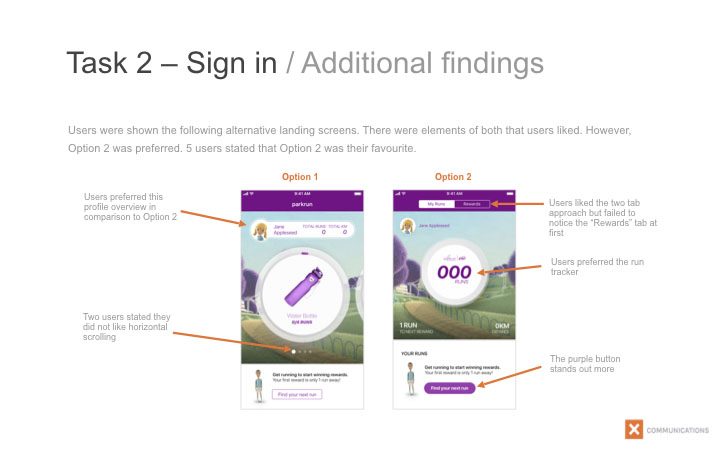 Task 2 – Sign in / Additional findings
Users were shown the following alternative landing screens. There were elements of both that users liked. However,
Option 2 was preferred. 5 users stated that Option 2 was their favourite.
Option 1
Users preferred this
profile overview in
comparison to Option 2
Two users stated they
did not like horizontal
scrolling
9:41 AM
parkrun
Jane
Appleseed
TOTAL RUNS TOTAL KM
0 0
Water Bottle
0/4 RUNS
Get running to start winning rewards.
Your first reward is only 1 run away!
Find your next run
Option 2
9:41 AM
My Runs Rewards
Jane Appleseed
000
RUNS
1 RUN
TO NEXT REWARD
0KM
YOUR RUNS
Get running to start winning rewards.
Your first reward is only 1 run away!
Find your next run
Users liked the two tab
approach but failed to
notice the “Rewards” tab at
first
Users preferred the run
tracker
The purple button
stands out more
X COMMUNICATIONS